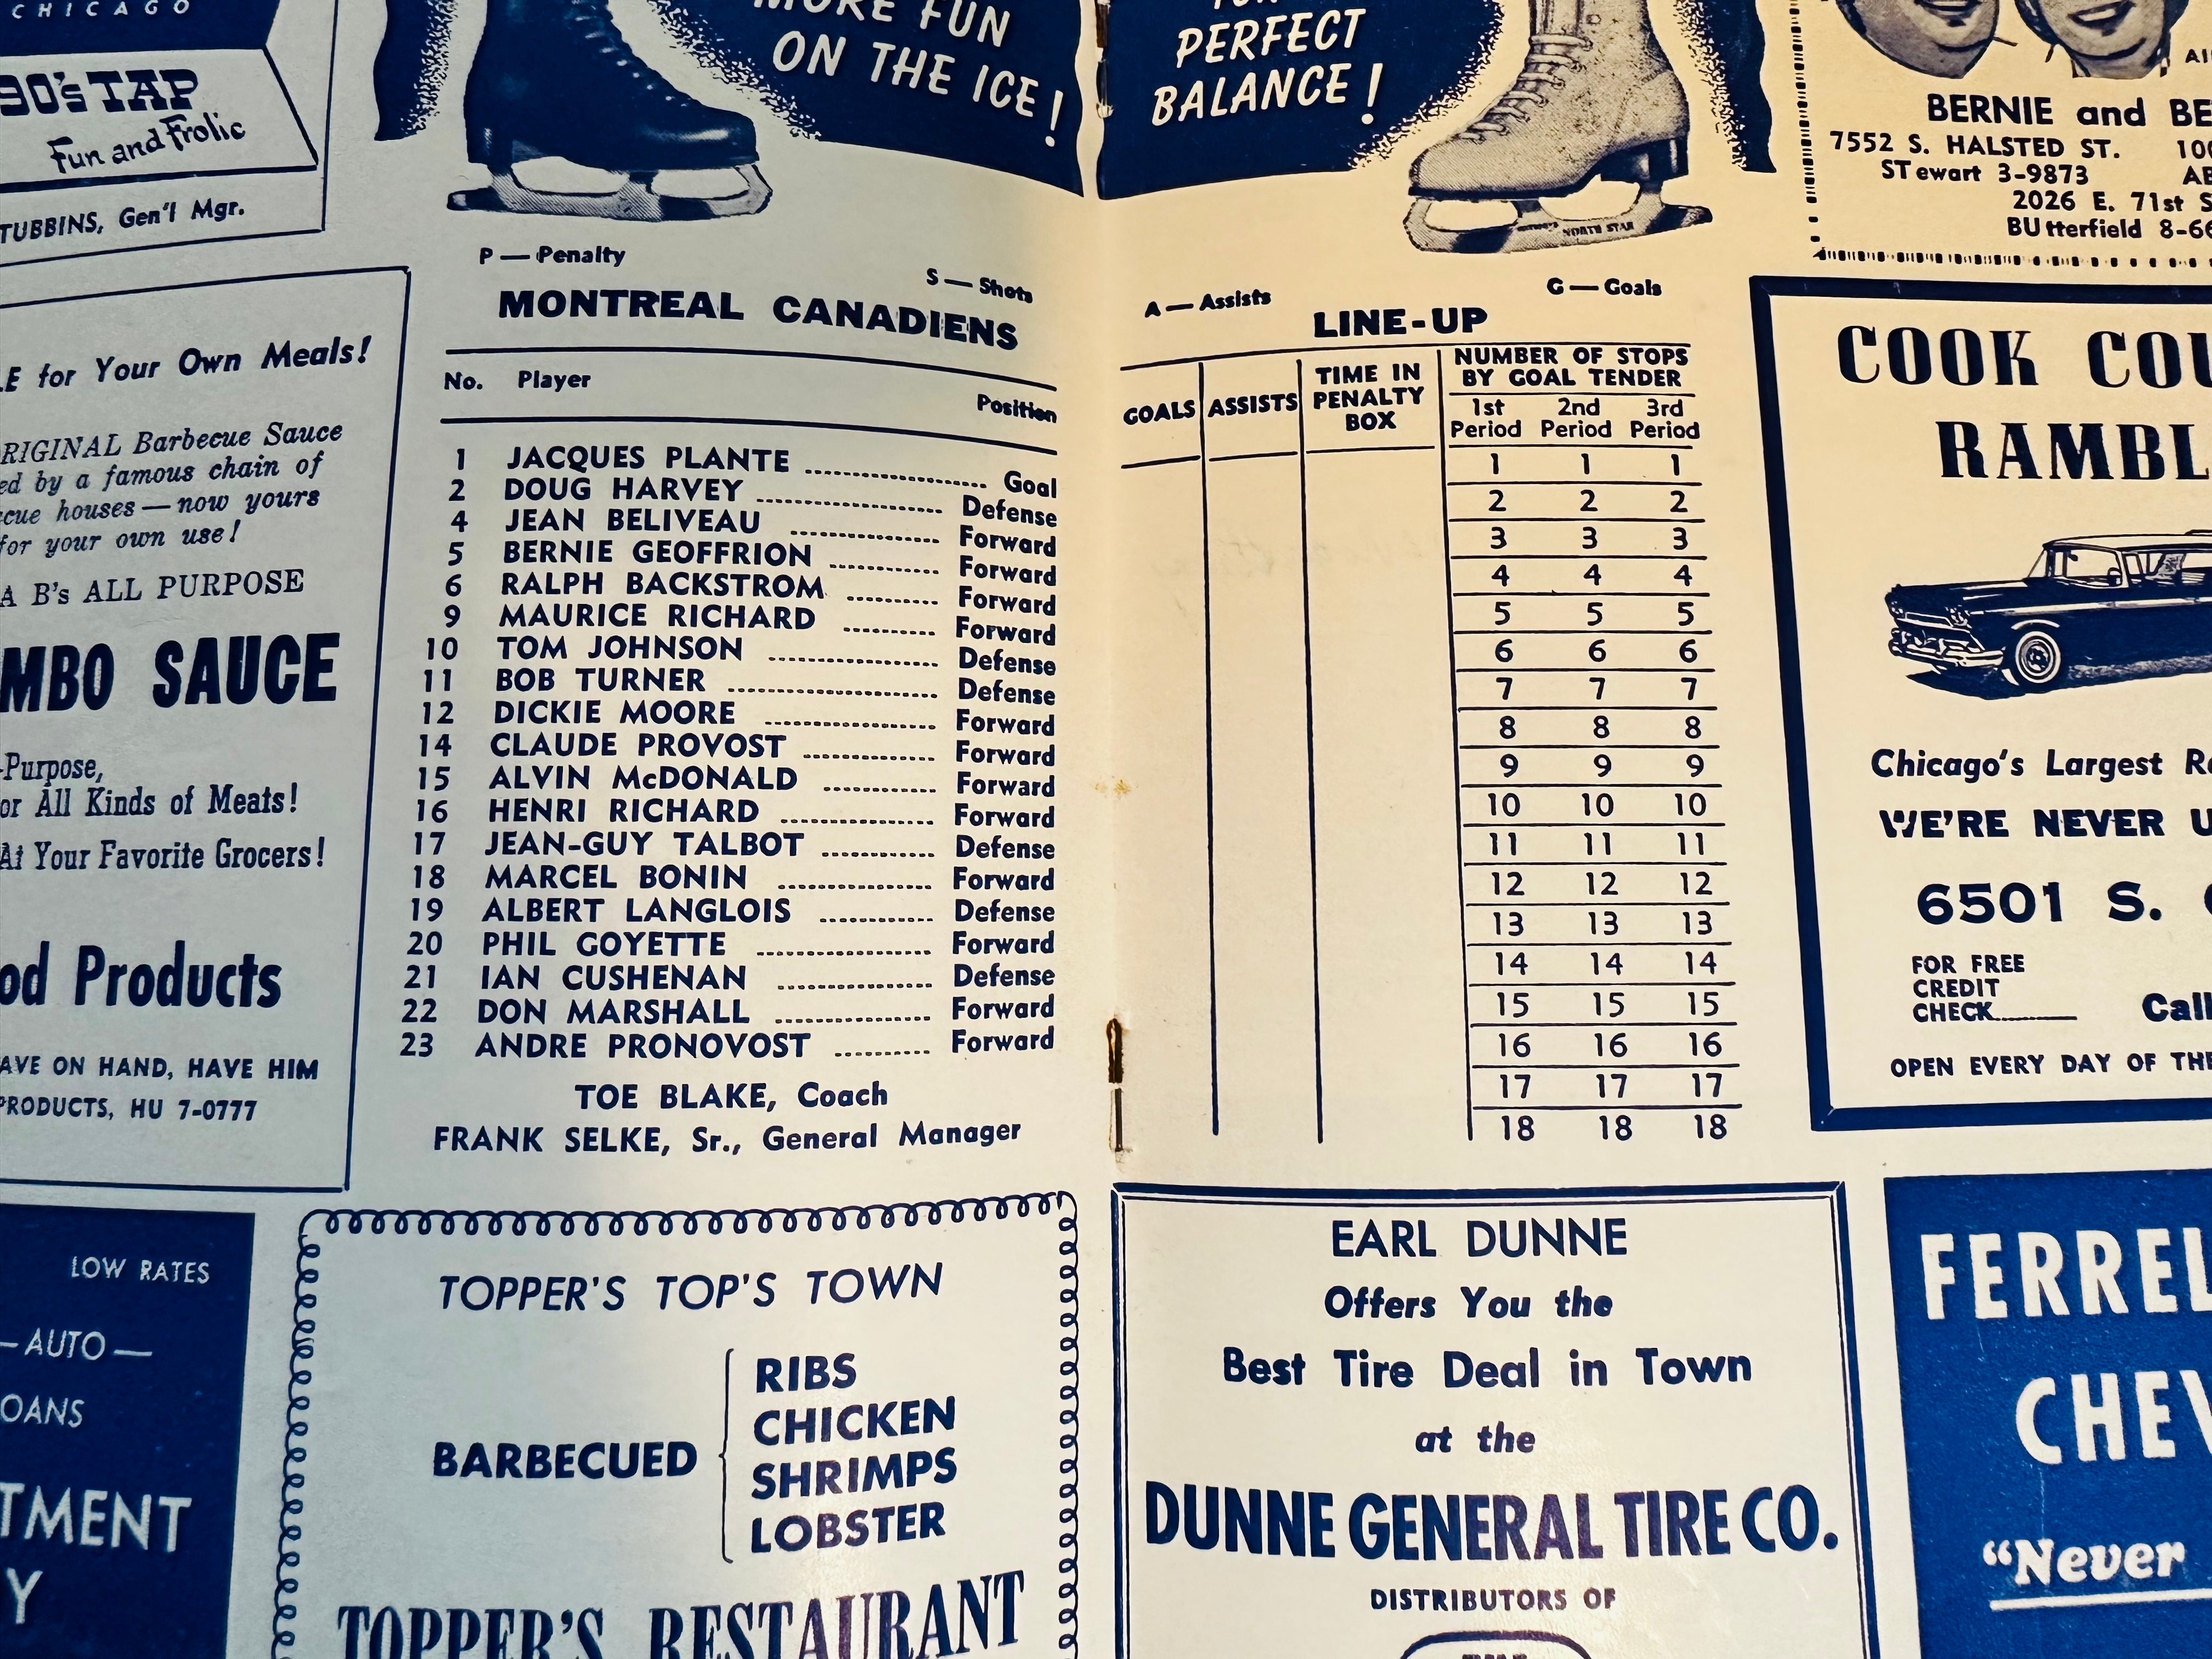 CHICAGO
90's TAP
Fun and Frolic
TUBBINS, Gen'l Mgr.
FUN
ON THE ICE!
PERFECT
BALANCE!
NORTH STAR
BERNIE and
7552 S. HALSTED ST.
STewart 3-9873
2026 E. 71st
BUtterfield 8-66
for Your Own Meals!
ORIGINAL Barbecue Sauce
by a famous chain of
houses — now yours
for your own use!
B's ALL PURPOSE
SAUCE
-Purpose,
or All Kinds of Meats!
At Your Favorite Grocers!
Products
ON HAND, HAVE HIM
PRODUCTS, HU 7-0777
P — Penalty
S — Shots
MONTREAL CANADIENS
No. Player Position
1 JACQUES PLANTE Goal
2 DOUG HARVEY Defense
4 JEAN BELIVEAU Forward
5 BERNIE GEOFFRION Forward
6 RALPH BACKSTROM Forward
9 MAURICE RICHARD Forward
10 TOM JOHNSON Defense
11 BOB TURNER Defense
12 DICKIE MOORE Forward
14 CLAUDE PROVOST Forward
15 ALVIN McDONALD Forward
16 HENRI RICHARD Forward
17 JEAN-GUY TALBOT Defense
18 MARCEL BONIN Forward
19 ALBERT LANGLOIS Defense
20 PHIL GOYETTE Forward
21 IAN CUSHENAN Defense
22 DON MARSHALL Forward
23 ANDRE PRONOVOST Forward
TOE BLAKE, Coach
FRANK SELKE, Sr., General Manager
A — Assists
G — Goals
LINE-UP
GOALS ASSISTS TIME IN PENALTY BOX
NUMBER OF STOPS
BY GOAL TENDER
1st 2nd 3rd
Period Period Period
1 1 1
2 2 2
3 3 3
4 4 4
5 5 5
6 6 6
7 7 7
8 8 8
9 9 9
10 10 10
11 11 11
12 12 12
13 13 13
14 14 14
15 15 15
16 16 16
17 17 17
18 18 18
COOK
RAMBL
Chicago's Largest
WE'RE NEVER
6501 S.
FOR FREE
CREDIT
CHECK
Call
OPEN EVERY DAY OF
LOW RATES
— AUTO —
OANS
TMENT
Y
TOPPER'S TOP'S TOWN
BARBECUED
RIBS
CHICKEN
SHRIMPS
LOBSTER
TOPPER'S RESTAURANT
EARL DUNNE
Offers You the
Best Tire Deal in Town
at the
DUNNE GENERAL TIRE CO.
DISTRIBUTORS OF
FERREL
CHEV
"Never